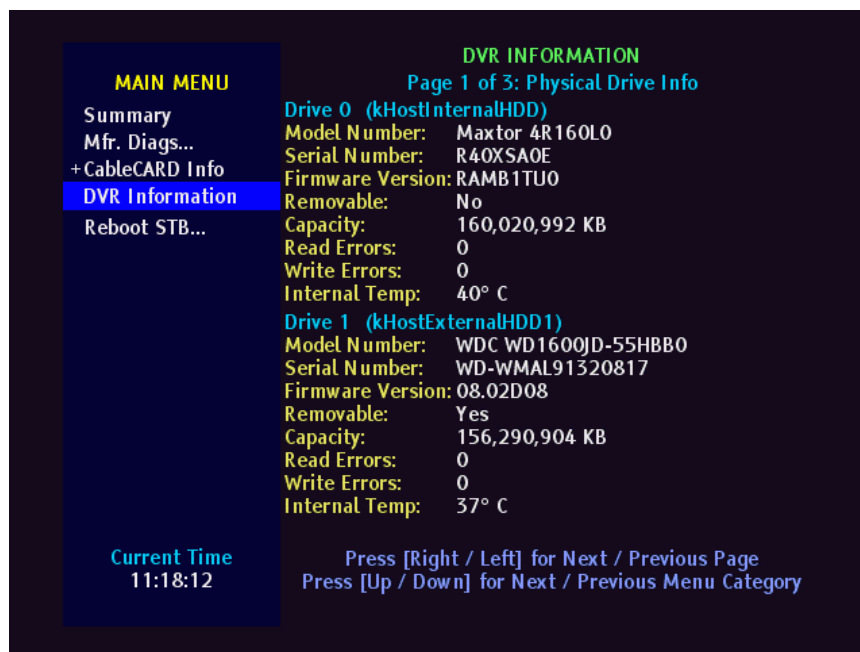 MAIN MENU
Summary
Mfr. Diags...
+CableCARD Info
DVR Information
Reboot STB...
Current Time
11:18:12
DVR INFORMATION
Page 1 of 3: Physical Drive Info
Drive 0 (kHostInternalHDD)
Model Number: Maxtor 4R160L0
Serial Number: R40XSA0E
Firmware Version: RAMB1TU0
Removable: No
Capacity: 160,020,992 KB
Read Errors: 0
Write Errors: 0
Internal Temp: 40° C
Drive 1 (kHostExternalHDD1)
Model Number: WDC WD1600JD-55HBB0
Serial Number: WD-WMAL91320817
Firmware Version: 08.02D08
Removable: Yes
Capacity: 156,290,904 KB
Read Errors: 0
Write Errors: 0
Internal Temp: 37° C
Press [Right / Left] for Next / Previous Page
Press [Up / Down] for Next / Previous Menu Category